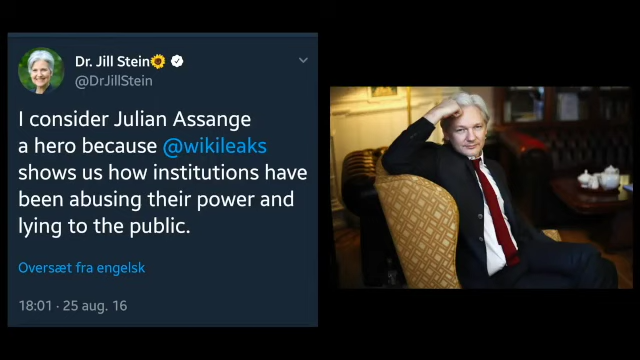 Dr. Jill Stein🌻
@DrJillStein
I consider Julian Assange
a hero because @wikileaks
shows us how institutions have
been abusing their power and
lying to the public.
Oversæt fra engelsk
18:01 · 25 aug. 16